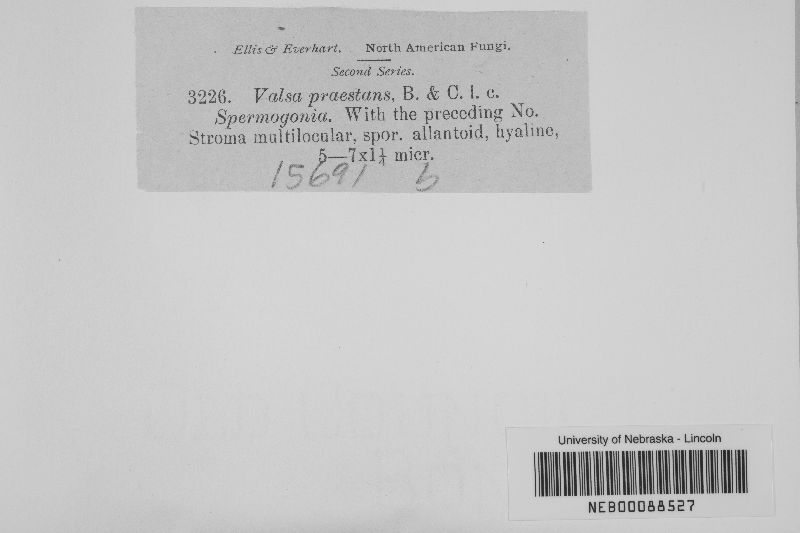 Ellis & Everhart. North American Fungi.
Second Series.
3226. Valsa praestans, B. & C. l. c.
Spermogonia. With the preceding No.
Stroma multilocular, spor. allantoid, hyaline,
5—7x1¼ micr.
15691 b
University of Nebraska - Lincoln
NEB00088527